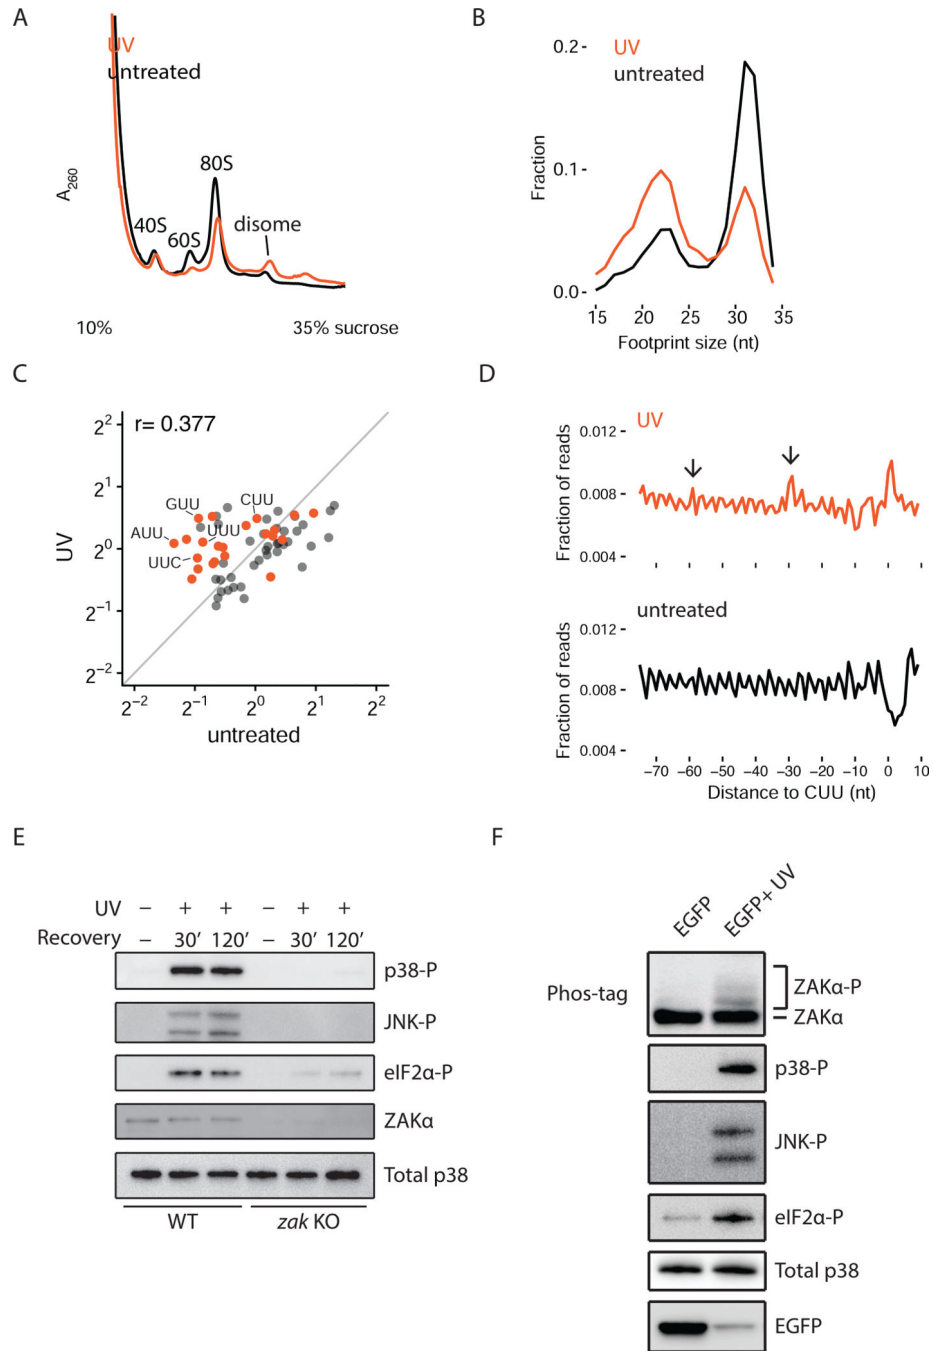 A
UV
untreated
A260
40S
60S
80S
disome
10%
35% sucrose
B
UV
untreated
Fraction
0.2
0.1
0.0
15 20 25 30 35
Footprint size (nt)
C
r= 0.377
UV
2^2
2^1
2^0
2^-1
2^-2
GUU
CUU
AUU
UUU
UUC
2^-2 2^-1 2^0 2^1 2^2
untreated
D
UV
Fraction of reads
0.012
0.008
0.004
untreated
Fraction of reads
0.012
0.008
0.004
−70 −60 −50 −40 −30 −20 −10 0 10
Distance to CUU (nt)
E
UV − + + − + +
Recovery − 30′ 120′ − 30′ 120′
p38-P
JNK-P
eIF2α-P
ZAKα
Total p38
WT zak KO
F
EGFP EGFP+ UV
Phos-tag
ZAKα-P
ZAKα
p38-P
JNK-P
eIF2α-P
Total p38
EGFP